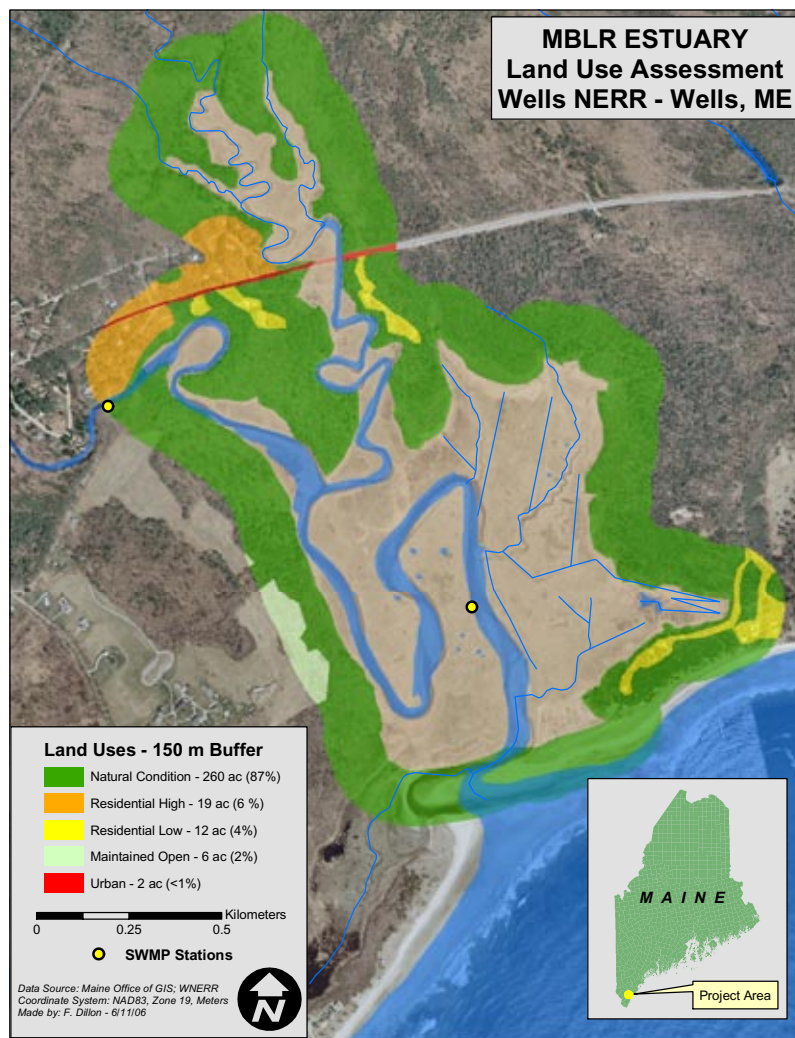 MBLR ESTUARY
Land Use Assessment
Wells NERR - Wells, ME
Land Uses - 150 m Buffer
Natural Condition - 260 ac (87%)
Residential High - 19 ac (6 %)
Residential Low - 12 ac (4%)
Maintained Open - 6 ac (2%)
Urban - 2 ac (<1%)
Kilometers
0 0.25 0.5
SWMP Stations
Data Source: Maine Office of GIS; WNERR
Coordinate System: NAD83, Zone 19, Meters
Made by: F. Dillon - 6/11/06
N
MAINE
Project Area